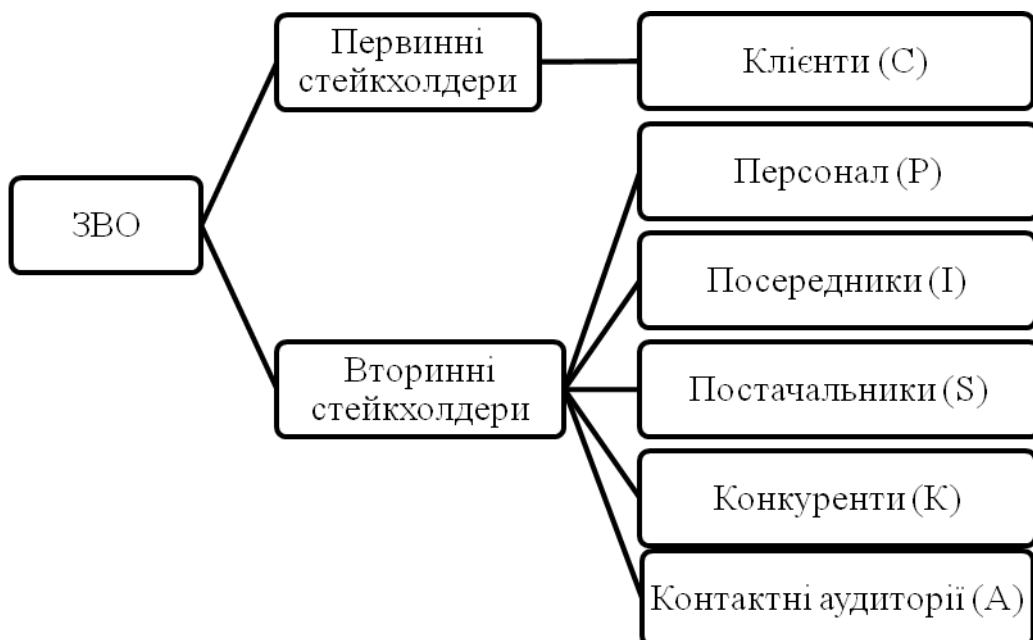 Первинні
стейкхолдери
Клієнти (С)
Персонал (Р)
ЗВО
Посередники (І)
Вторинні
стейкхолдери
Постачальники (S)
Конкуренти (К)
Контактні аудиторії (А)